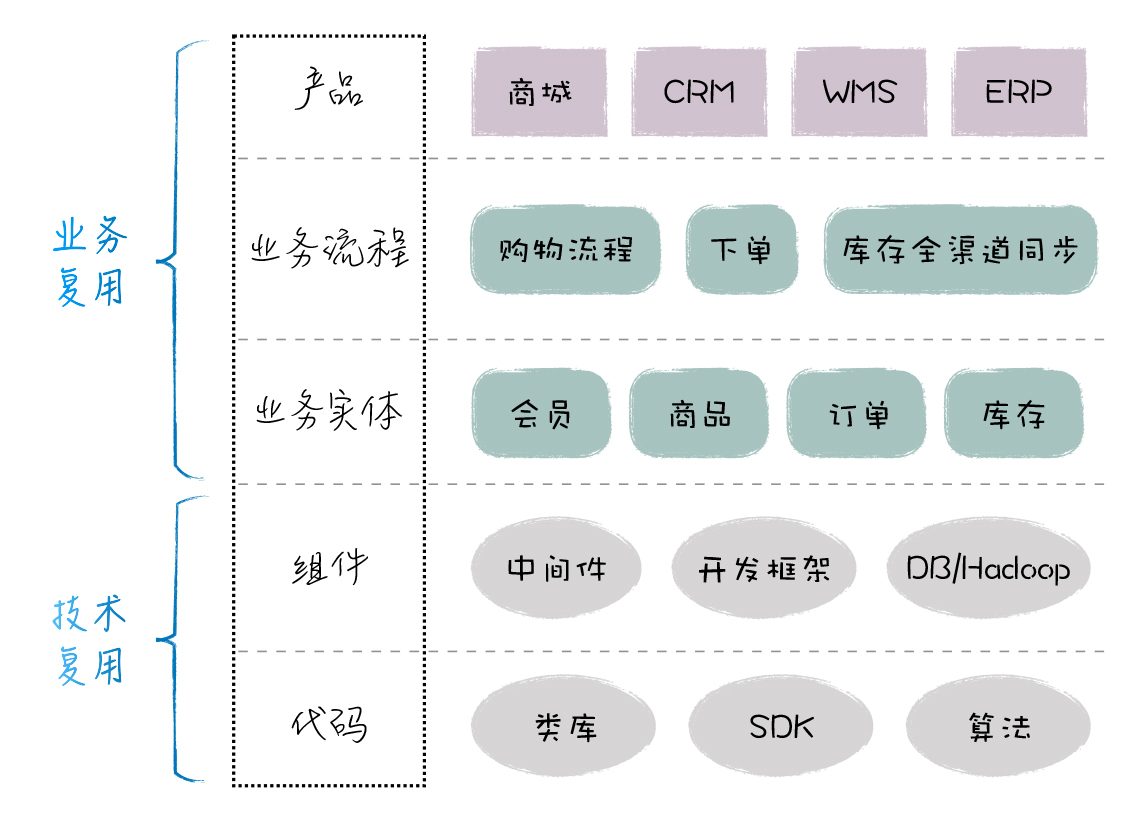 产品
商城
CRM
WMS
ERP
业务
复用
业务流程
购物流程
下单
库存全渠道同步
业务实体
会员
商品
订单
库存
组件
中间件
开发框架
DB/Hadoop
技术
复用
代码
类库
SDK
算法